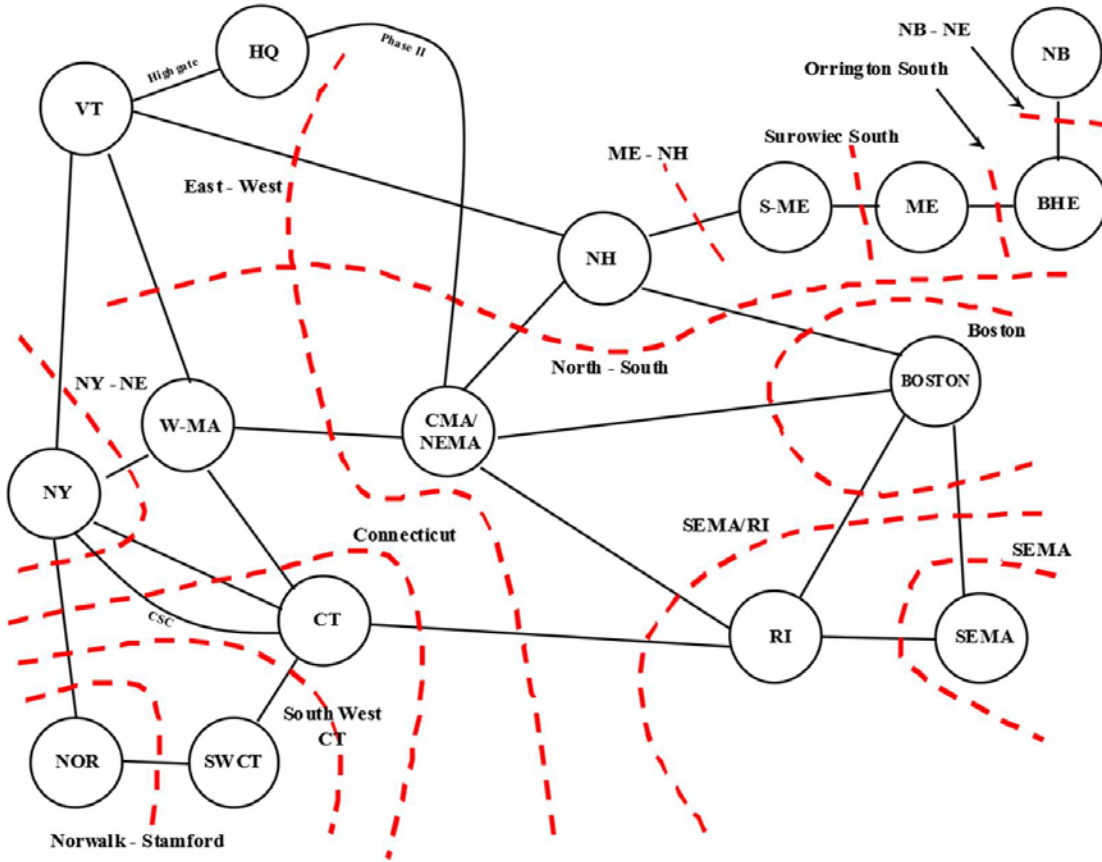 NB - NE
HQ
Phase II
NB
Highgate
Orrington South
VT
Surowiec South
ME - NH
East - West
S-ME
ME
BHE
NH
Boston
North - South
NY - NE
BOSTON
W-MA
CMA/
NEMA
NY
SEMA/RI
Connecticut
SEMA
CSC
CT
RI
SEMA
South West
CT
NOR
SWCT
Norwalk - Stamford